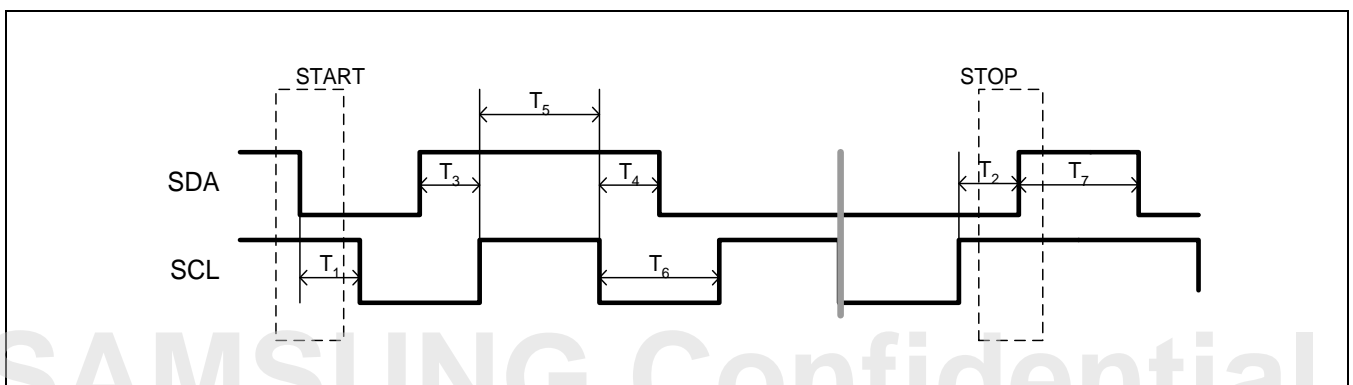 START
STOP
T5
SDA
T3
T4
T2
T7
SCL
T1
T6
SAMSUNG Confidential